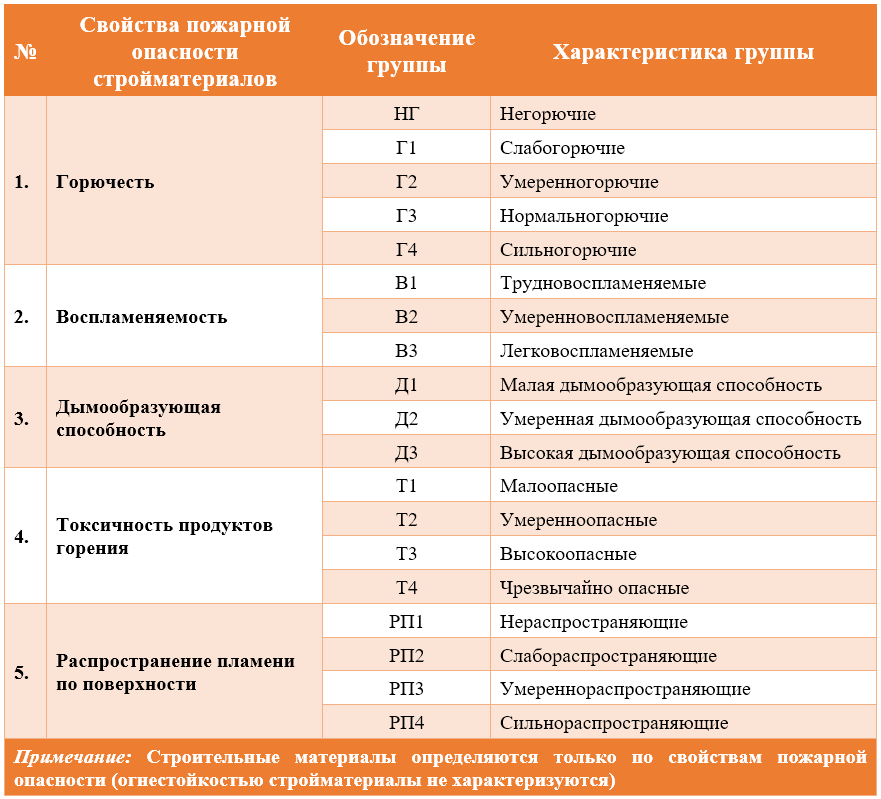 №
Свойства пожарной
опасности
стройматериалов
Обозначение
группы
Характеристика группы
1.
Горючесть
НГ
Негорючие
Г1
Слабогорючие
Г2
Умеренногорючие
Г3
Нормальногорючие
Г4
Сильногорючие
2.
Воспламеняемость
В1
Трудновоспламеняемые
В2
Умеренновоспламеняемые
В3
Легковоспламеняемые
3.
Дымообразующая
способность
Д1
Малая дымообразующая способность
Д2
Умеренная дымообразующая способность
Д3
Высокая дымообразующая способность
4.
Токсичность продуктов
горения
Т1
Малоопасные
Т2
Умеренноопасные
Т3
Высокоопасные
Т4
Чрезвычайно опасные
5.
Распространение пламени
по поверхности
РП1
Нераспространяющие
РП2
Слабораспространяющие
РП3
Умереннораспространяющие
РП4
Сильнораспространяющие
Примечание: Строительные материалы определяются только по свойствам пожарной
опасности (огнестойкостью стройматериалы не характеризуются)